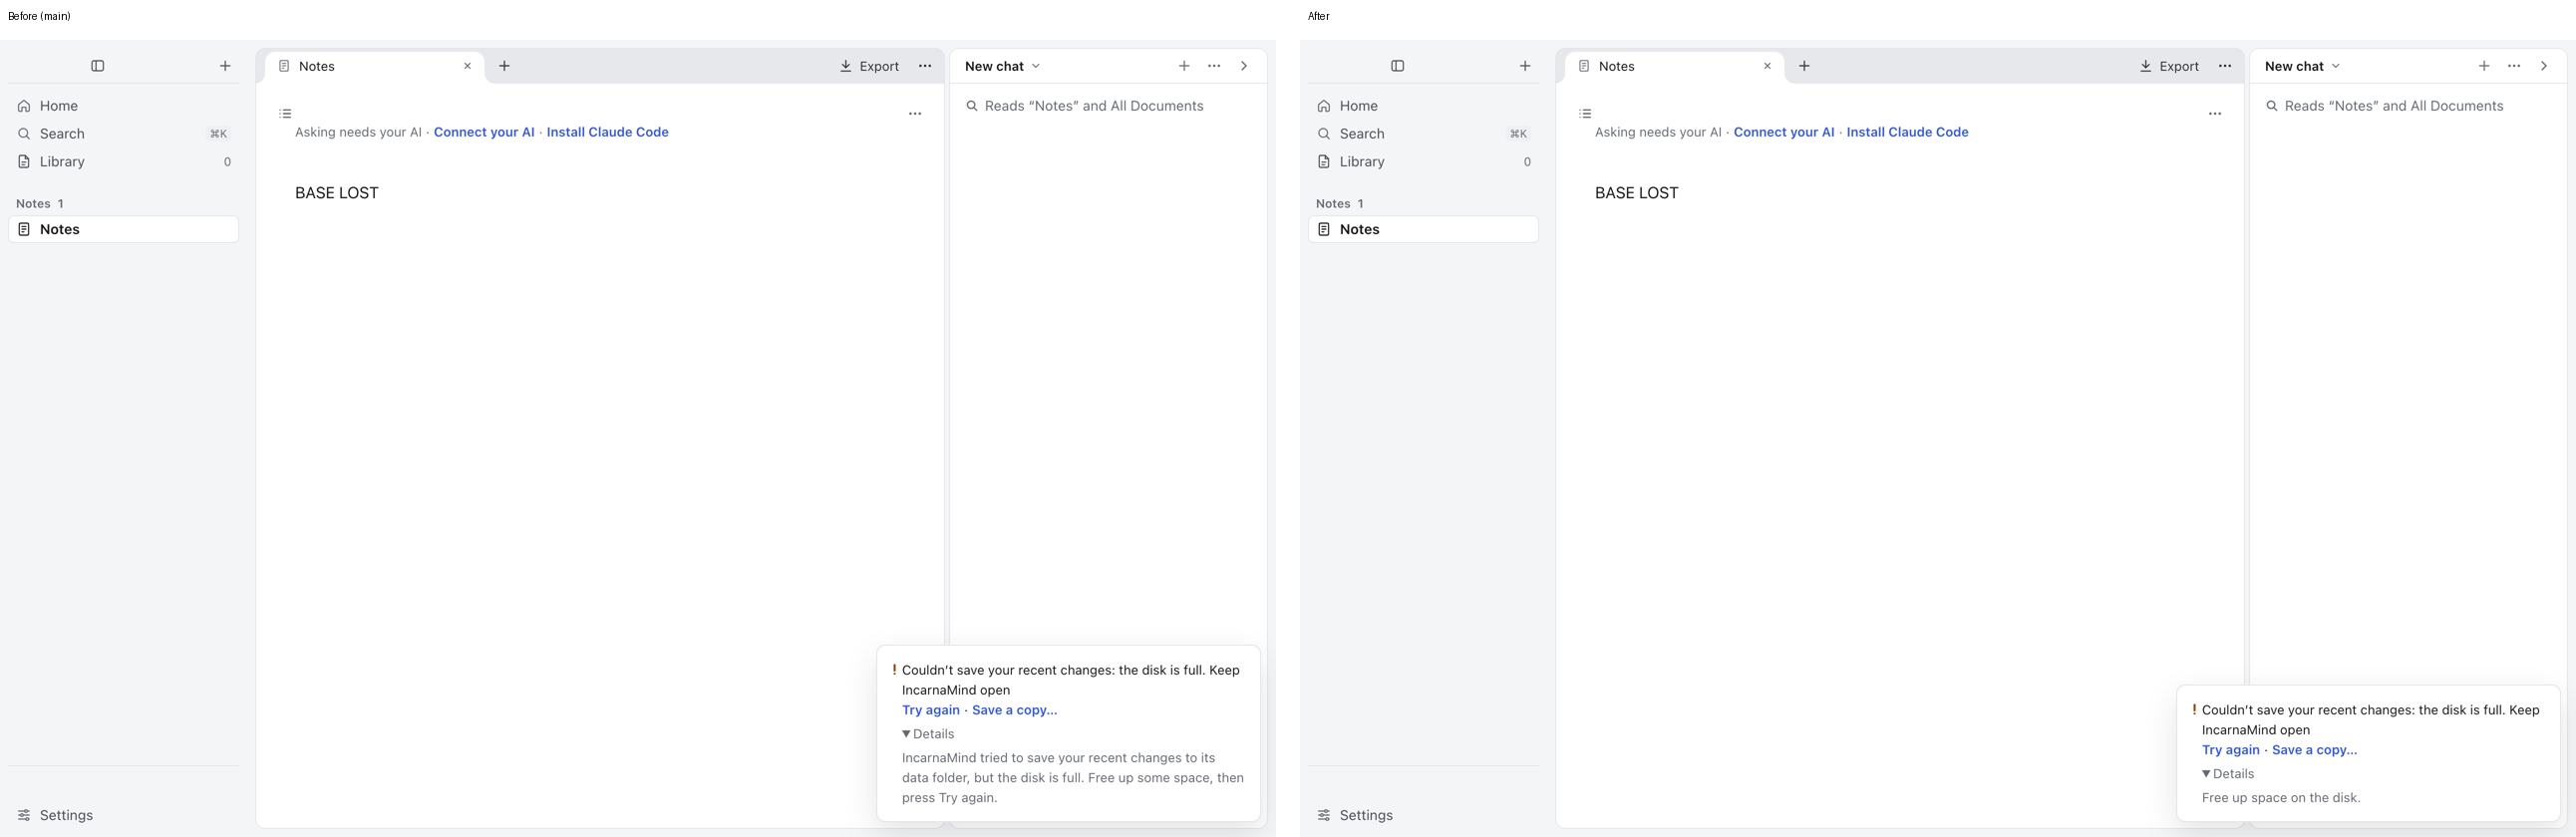 Before (main)
Notes
Export
New chat
Home
Search ⌘K
Library 0
Notes 1
Notes
Asking needs your AI · Connect your AI · Install Claude Code
BASE LOST
Reads “Notes” and All Documents
! Couldn’t save your recent changes: the disk is full. Keep
IncarnaMind open
Try again · Save a copy...
Details
IncarnaMind tried to save your recent changes to its
data folder, but the disk is full. Free up some space, then
press Try again.
Settings
After
Notes
Export
New chat
Home
Search ⌘K
Library 0
Notes 1
Notes
Asking needs your AI · Connect your AI · Install Claude Code
BASE LOST
Reads “Notes” and All Documents
! Couldn’t save your recent changes: the disk is full. Keep
IncarnaMind open
Try again · Save a copy...
Details
Free up space on the disk.
Settings